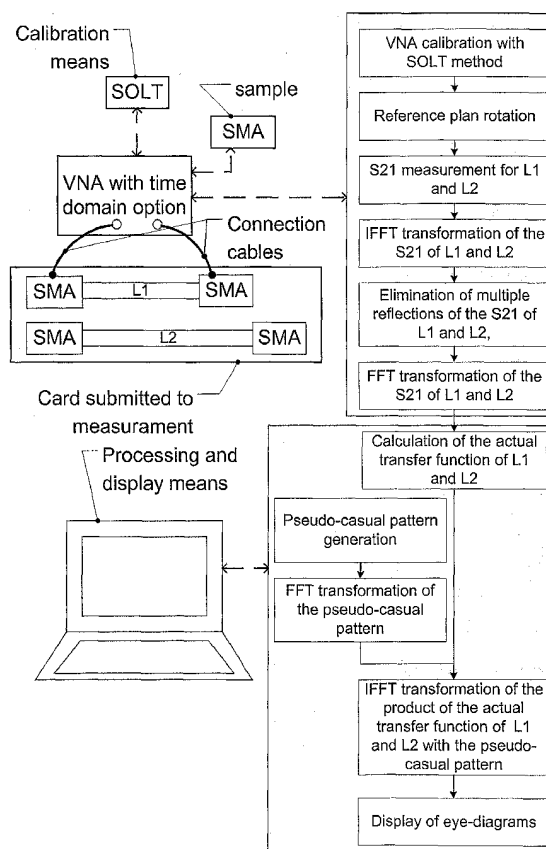 Calibration
means
SOLT
sample
SMA
VNA with time
domain option
Connection
cables
SMA
L1
SMA
SMA
L2
SMA
Card submitted to
measurament
Processing and
display means
VNA calibration with
SOLT method
Reference plan rotation
S21 measurement for L1
and L2
IFFT transformation of
the S21 of L1 and L2
Elimination of multiple
reflections of the S21 of
L1 and L2,
FFT transformation of the
S21 of L1 and L2
Calculation of the actual
transfer function of L1
and L2
Pseudo-casual pattern
generation
FFT transformation of
the pseudo-casual
pattern
IFFT transformation of the
product of the actual
transfer function of L1
and L2 with the pseudo-
casual pattern
Display of eye-diagrams